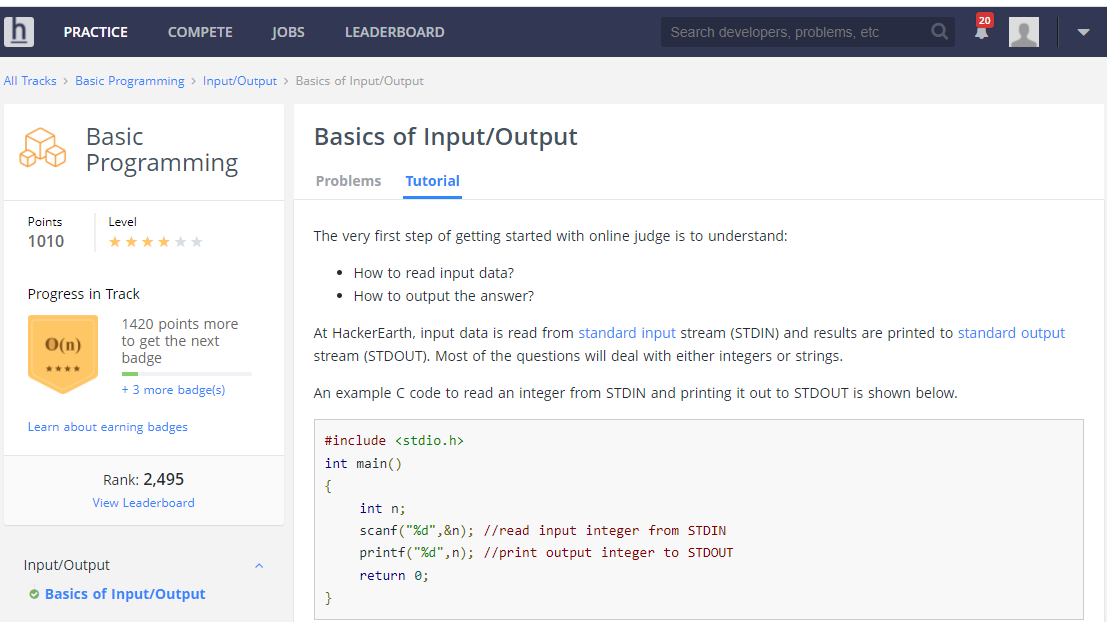 h PRACTICE COMPETE JOBS LEADERBOARD Search developers, problems, etc 20
All Tracks > Basic Programming > Input/Output > Basics of Input/Output
Basic
Programming
Points
1010
Level
Progress in Track
O(n)
1420 points more
to get the next
badge
+ 3 more badge(s)
Learn about earning badges
Rank: 2,495
View Leaderboard
Input/Output
Basics of Input/Output
Basics of Input/Output
Problems Tutorial
The very first step of getting started with online judge is to understand:
• How to read input data?
• How to output the answer?
At HackerEarth, input data is read from standard input stream (STDIN) and results are printed to standard output
stream (STDOUT). Most of the questions will deal with either integers or strings.
An example C code to read an integer from STDIN and printing it out to STDOUT is shown below.
#include <stdio.h>
int main()
{
int n;
scanf("%d",&n); //read input integer from STDIN
printf("%d",n); //print output integer to STDOUT
return 0;
}